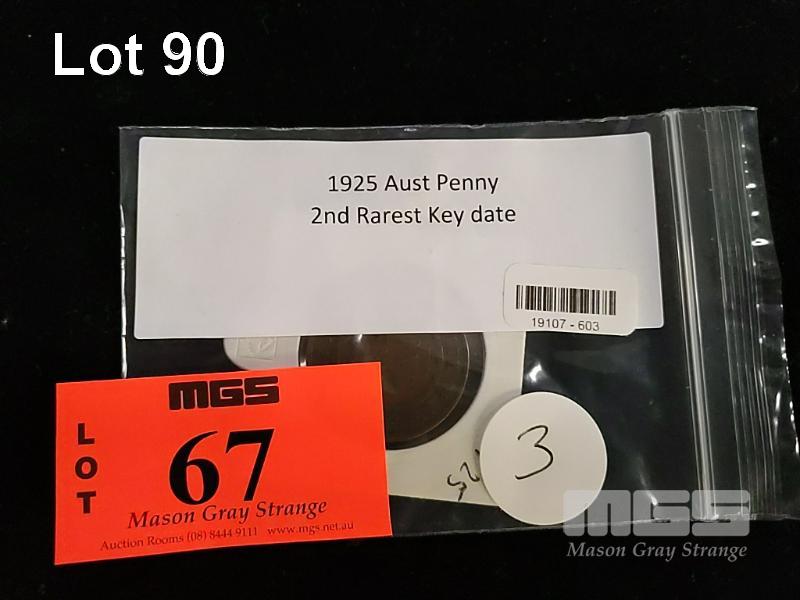 Lot 90
1925 Aust Penny
2nd Rarest Key date
19107 - 603
MGS
LOT
67
Mason Gray Strange
Auction Rooms (08) 8444 9111 www.mgs.net.au
3
MGS
Mason Gray Strange